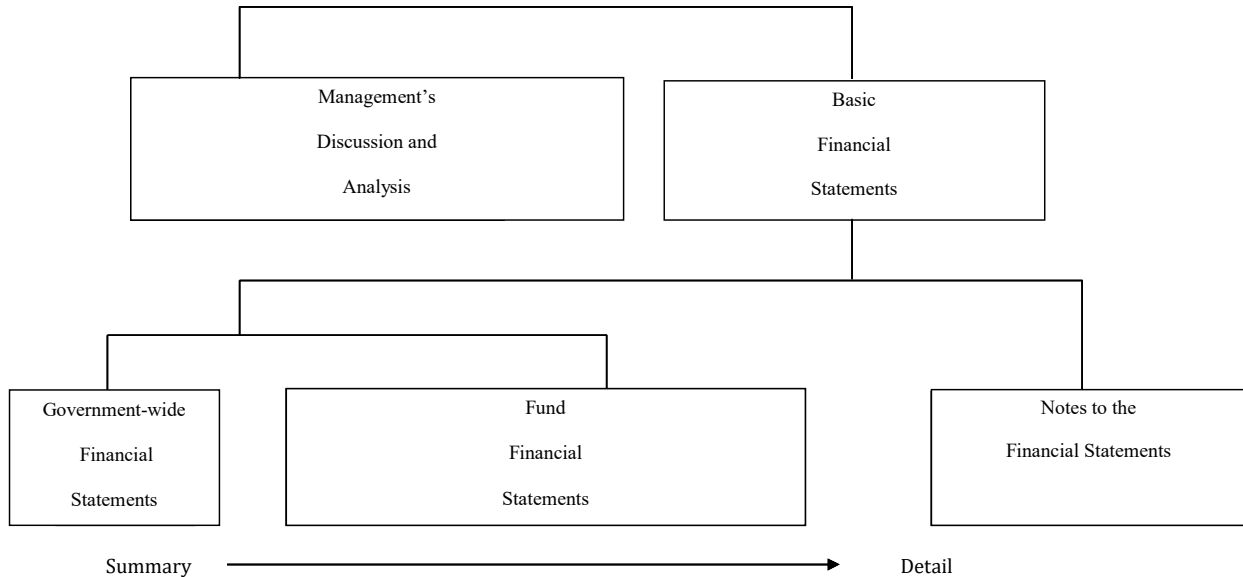 Management’s
Discussion and
Analysis
Basic
Financial
Statements
Government-wide
Financial
Statements
Fund
Financial
Statements
Notes to the
Financial Statements
Summary
Detail